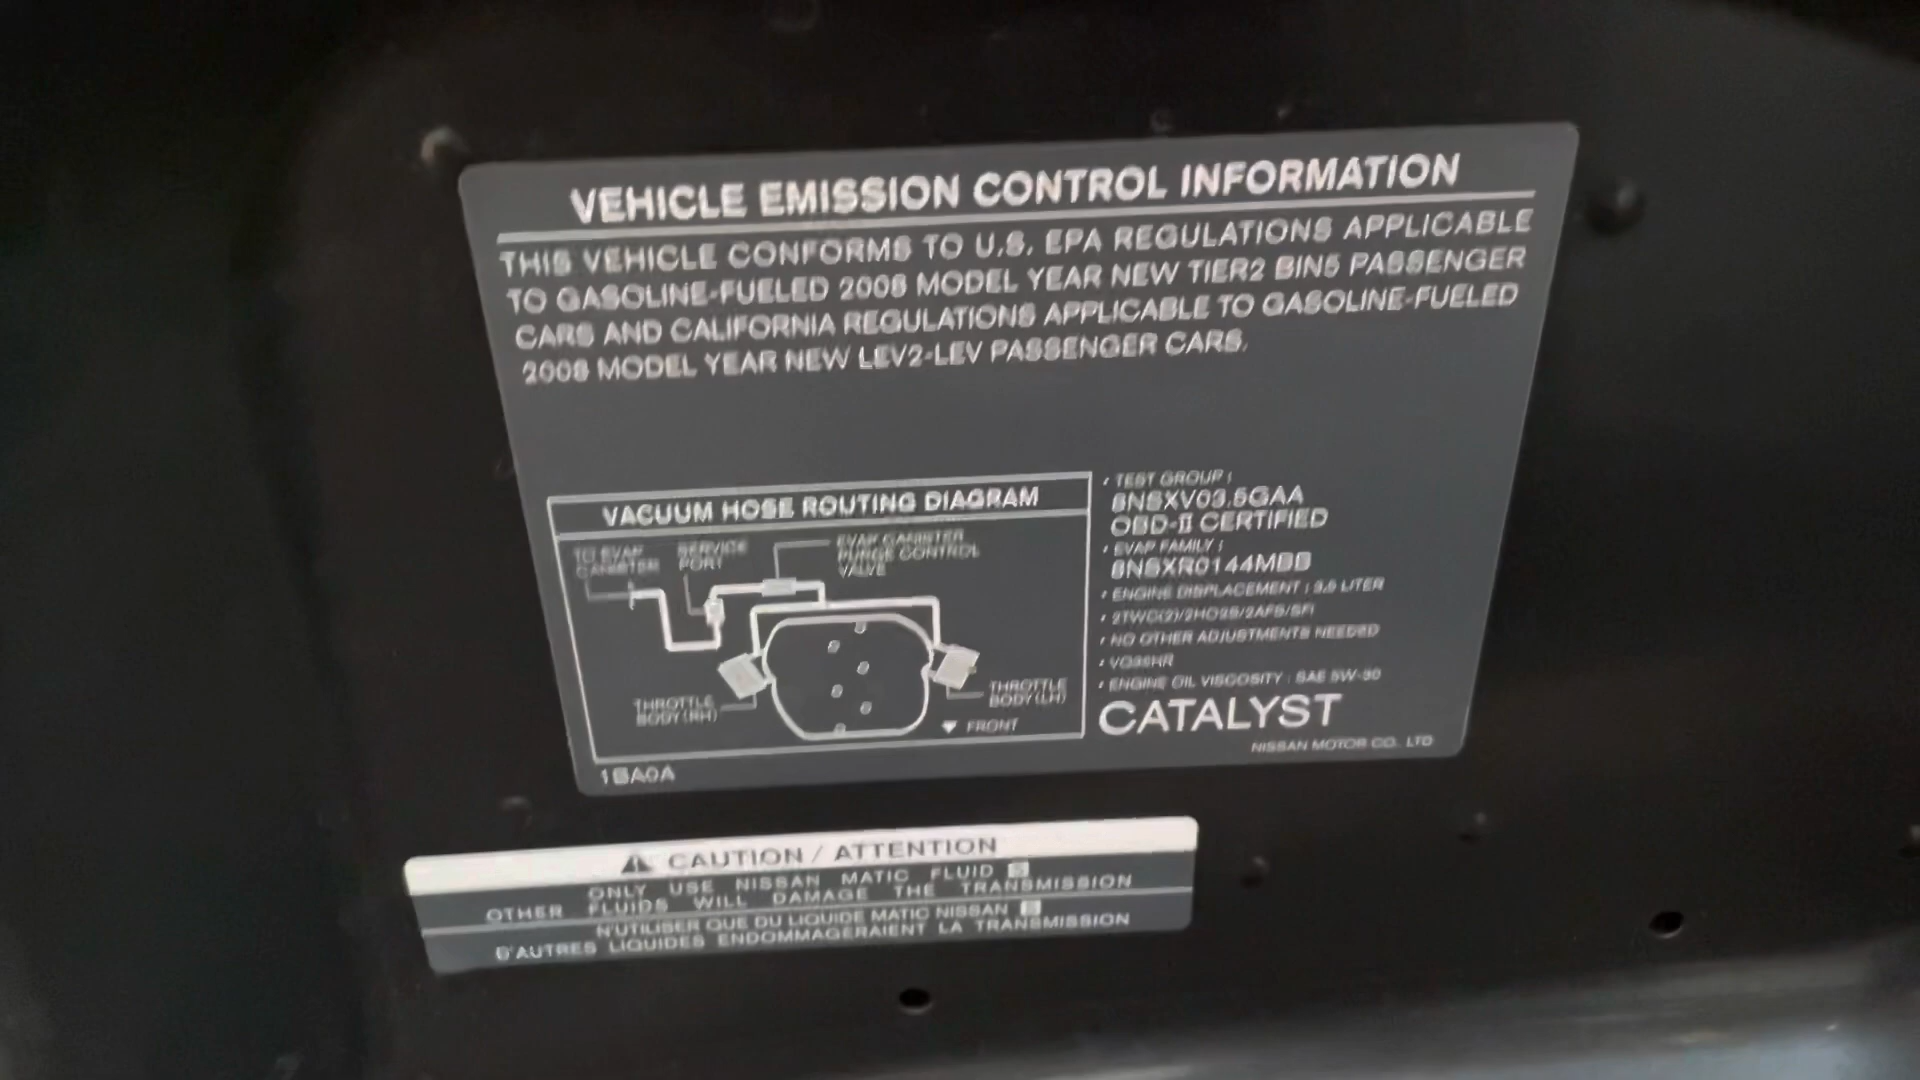 VEHICLE EMISSION CONTROL INFORMATION
THIS VEHICLE CONFORMS TO U.S. EPA REGULATIONS APPLICABLE
TO GASOLINE-FUELED 2008 MODEL YEAR NEW TIER2 BIN5 PASSENGER
CARS AND CALIFORNIA REGULATIONS APPLICABLE TO GASOLINE-FUELED
2008 MODEL YEAR NEW LEV2-LEV PASSENGER CARS.
VACUUM HOSE ROUTING DIAGRAM
TO EVAP
CANISTER
SERVICE
PORT
EVAP CANISTER
PURGE CONTROL
VALVE
THROTTLE
BODY(RH)
THROTTLE
BODY(LH)
▼ FRONT
TEST GROUP :
8NSXV03.5GAA
OBD-II CERTIFIED
EVAP FAMILY :
8NSXR0144MBB
ENGINE DISPLACEMENT : 3.5 LITER
2TWC(2)/2HO2S/2AFS/SFI
NO OTHER ADJUSTMENTS NEEDED
VQ35HR
ENGINE OIL VISCOSITY : SAE 5W-30
CATALYST
NISSAN MOTOR CO., LTD
⚠ CAUTION / ATTENTION
ONLY USE NISSAN MATIC FLUID
OTHER FLUIDS WILL DAMAGE THE TRANSMISSION
N'UTILISER QUE DU LIQUIDE MATIC NISSAN
D'AUTRES LIQUIDES ENDOMMAGERAIENT LA TRANSMISSION